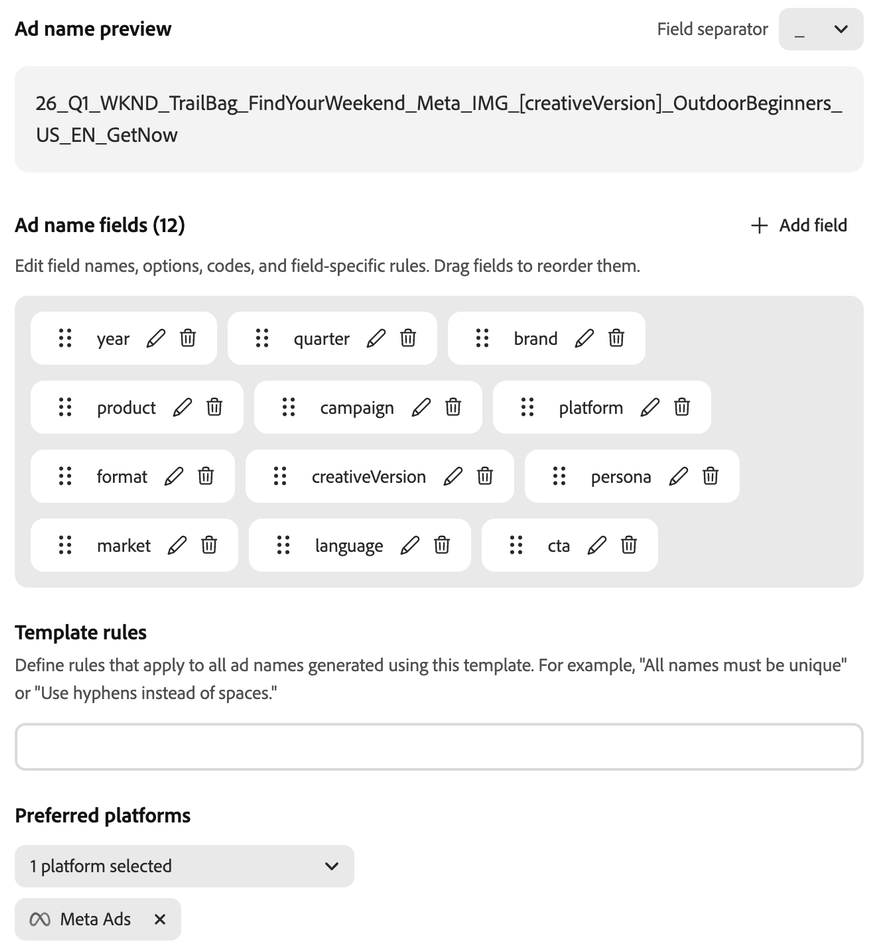 Ad name preview
Field separator
_
26_Q1_WKND_TrailBag_FindYourWeekend_Meta_IMG_[creativeVersion]_OutdoorBeginners_
US_EN_GetNow
Ad name fields (12)
Add field
Edit field names, options, codes, and field-specific rules. Drag fields to reorder them.
year
quarter
brand
product
campaign
platform
format
creativeVersion
persona
market
language
cta
Template rules
Define rules that apply to all ad names generated using this template. For example, "All names must be unique"
or "Use hyphens instead of spaces."
Preferred platforms
1 platform selected
Meta Ads